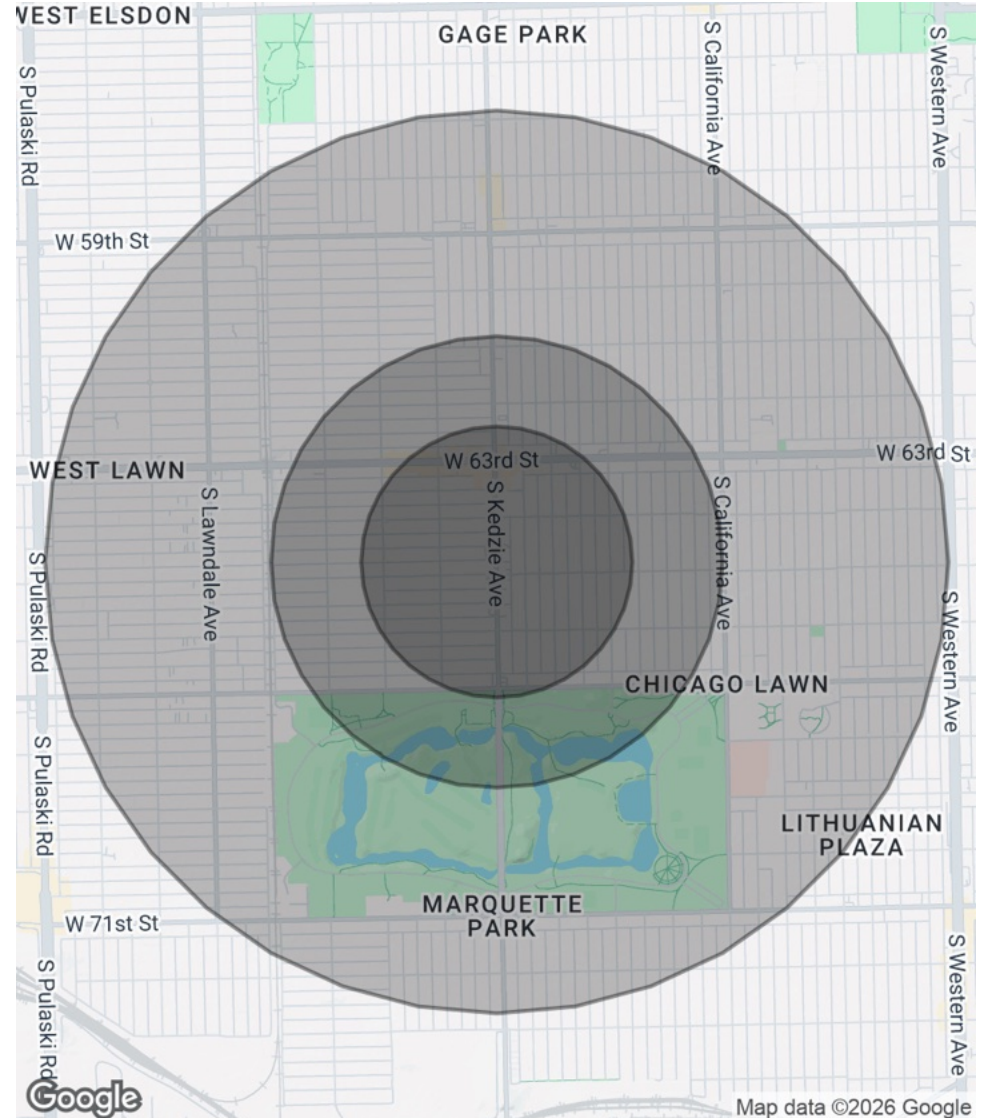 WEST ELSDON
GAGE PARK
S Pulaski Rd
S California Ave
S Western Ave
W 59th St
W 63rd St
W 63rd St
WEST LAWN
S Lawndale Ave
S Kedzie Ave
S California Ave
S Pulaski Rd
S Western Ave
CHICAGO LAWN
S Pulaski Rd
LITHUANIAN
PLAZA
MARQUETTE
PARK
W 71st St
S Pulaski Rd
S Western Ave
Google
Map data ©2026 Google